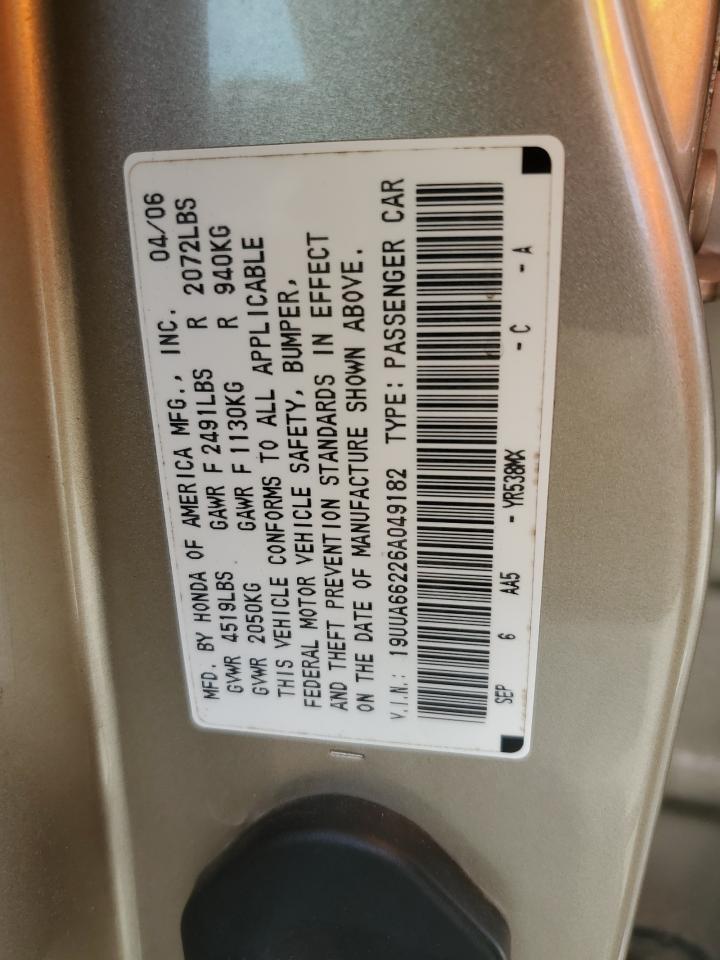 MFD. BY HONDA OF AMERICA MFG., INC. 04/06
GVWR 4519LBS GAWR F 2491LBS R 2072LBS
GVWR 2050KG GAWR F 1130KG R 940KG
THIS VEHICLE CONFORMS TO ALL APPLICABLE
FEDERAL MOTOR VEHICLE SAFETY, BUMPER,
AND THEFT PREVENTION STANDARDS IN EFFECT
ON THE DATE OF MANUFACTURE SHOWN ABOVE.
V.I.N.: 19UUA66226A049182 TYPE: PASSENGER CAR
SEP 6 AA5 - YR538MX - C - A